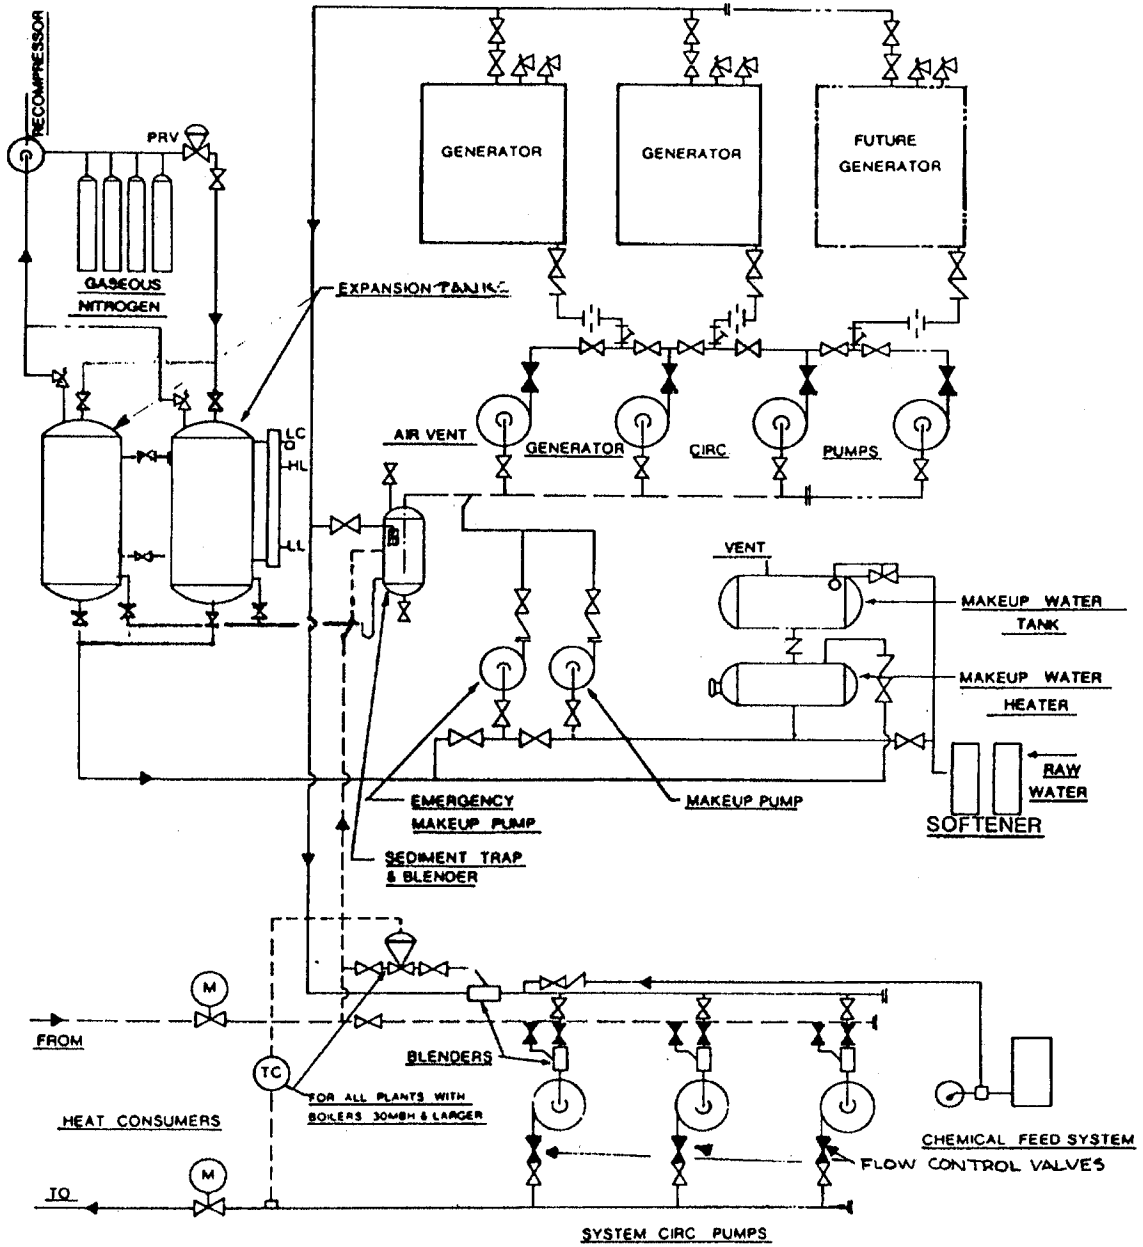 RECOMPRESSOR
PRV
GENERATOR
GENERATOR
FUTURE
GENERATOR
GASEOUS
NITROGEN
EXPANSION TANKS
LC
HL
LL
AIR VENT
GENERATOR CIRC PUMPS
VENT
MAKEUP WATER
TANK
MAKEUP WATER
HEATER
RAW
WATER
SOFTENER
EMERGENCY
MAKEUP PUMP
MAKEUP PUMP
SEDIMENT TRAP
& BLENDER
M
FROM
BLENDERS
TC
FOR ALL PLANTS WITH
BOILERS 30MBH & LARGER
HEAT CONSUMERS
CHEMICAL FEED SYSTEM
FLOW CONTROL VALVES
M
TO
SYSTEM CIRC PUMPS